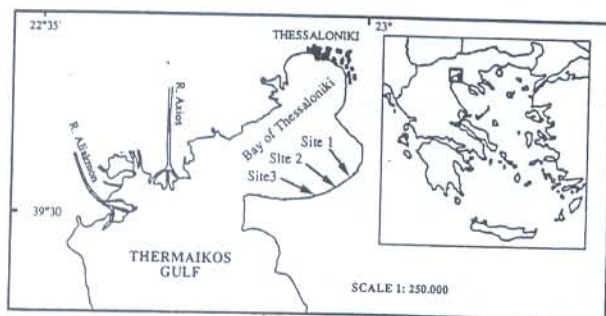 22°35'
23°
THESSALONIKI
R. Axios
Bay of Thessaloniki
R. Aliakmon
Site 1
SIte 2
Site3
39°30
THERMAIKOS
GULF
SCALE 1: 250.000